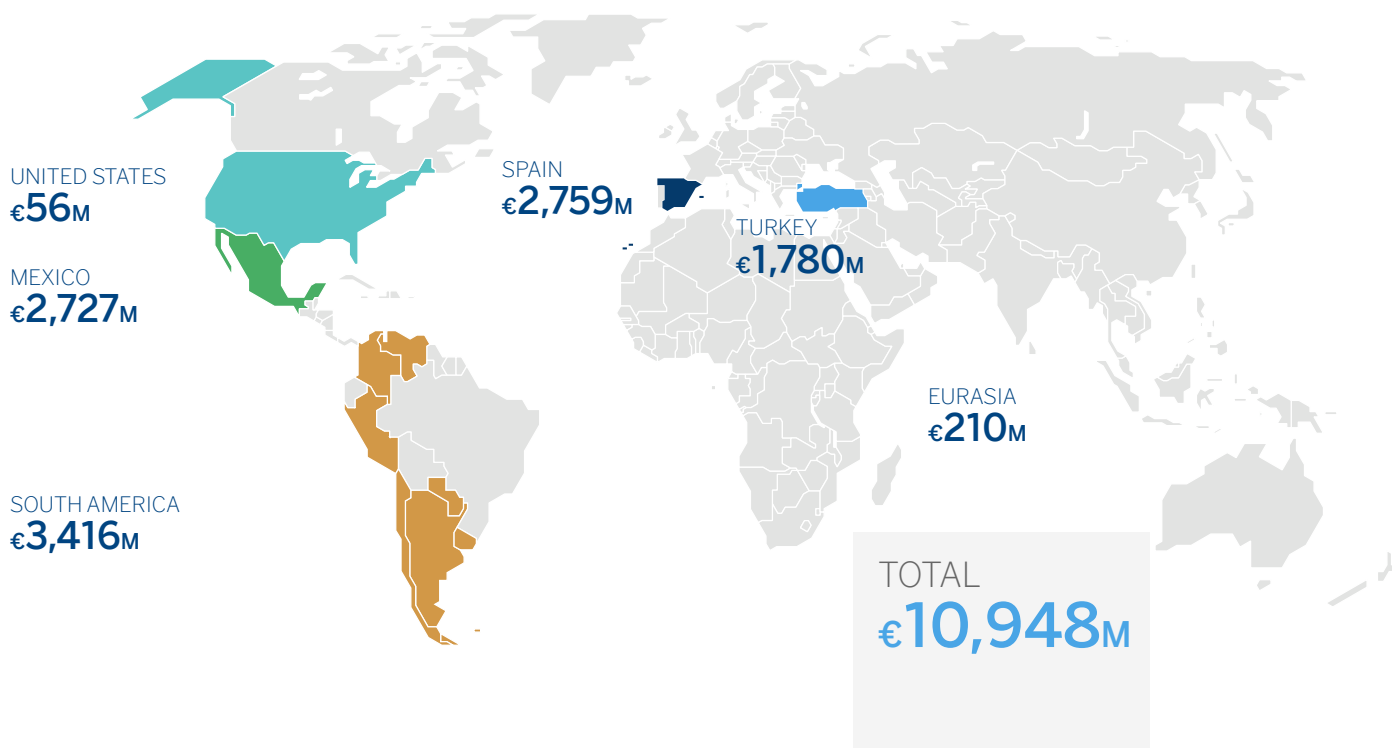 UNITED STATES
€56M
MEXICO
€2,727M
SOUTH AMERICA
€3,416M
SPAIN
€2,759M
TURKEY
€1,780M
EURASIA
€210M
TOTAL
€10,948M